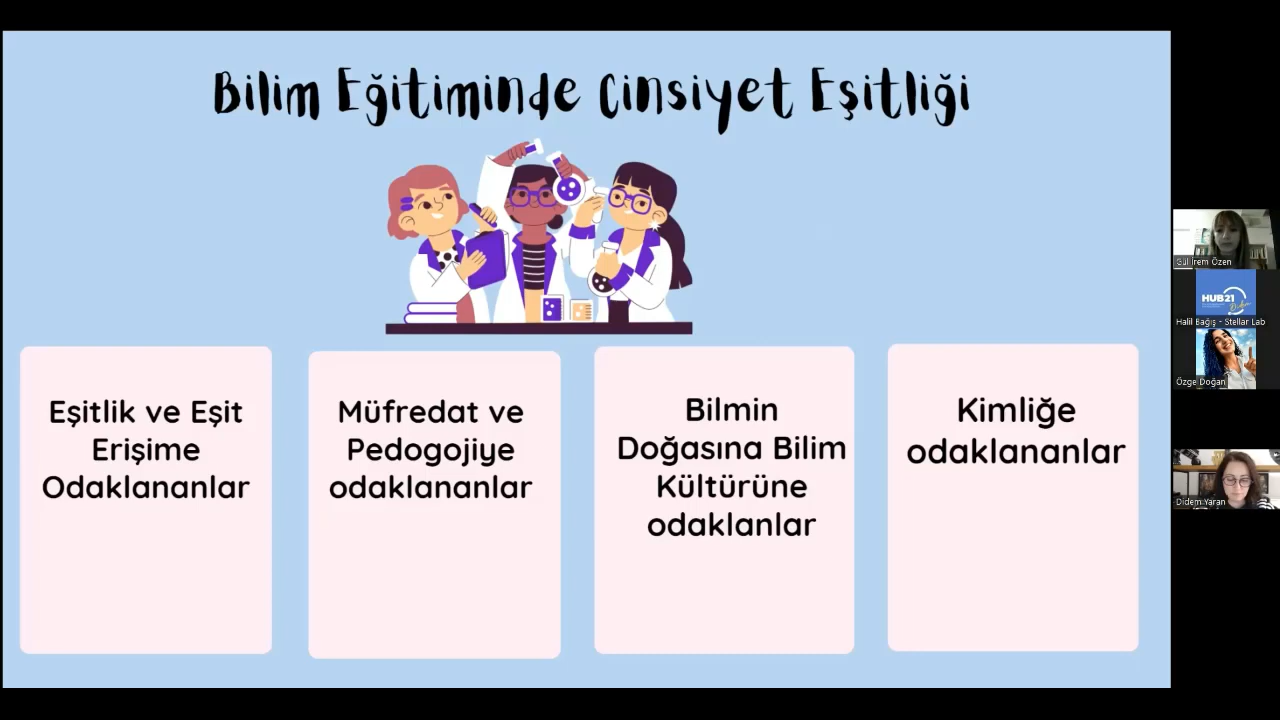 Bilim Eğitiminde Cinsiyet Eşitliği
Eşitlik ve Eşit
Erişime
Odaklananlar
Müfredat ve
Pedogojiye
odaklananlar
Bilmin
Doğasına Bilim
Kültürüne
odaklanlar
Kimliğe
odaklananlar
Gül İrem Özen
HUB21
Halil Bağış - Stellar Lab
Özge Doğan
Didem Yaran